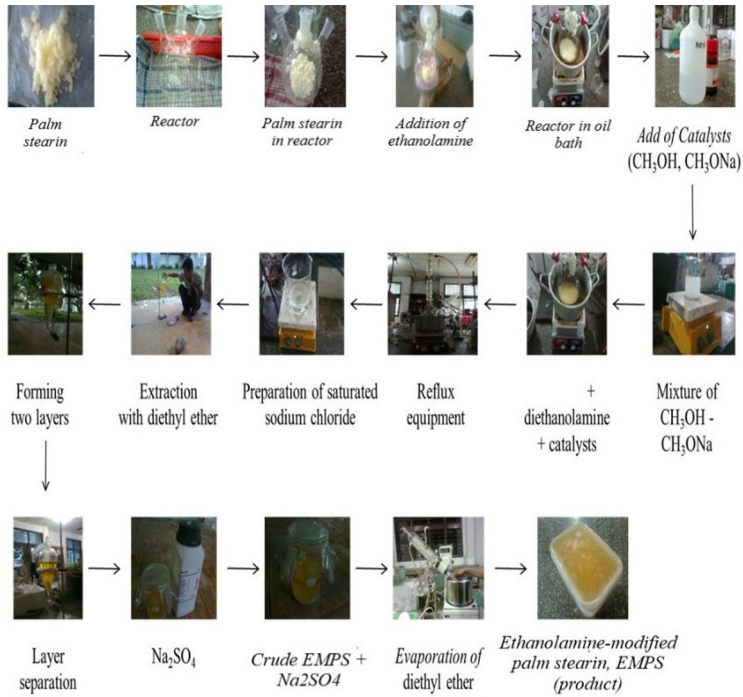 Palm
stearin
Reactor
Palm stearin
in reactor
Addition of
ethanolamine
Reactor in oil
bath
Add of Catalysts
(CH₃OH, CH₃ONa)
Forming
two layers
Extraction
with diethyl ether
Preparation of saturated
sodium chloride
Reflux
equipment
+
diethanolamine
+ catalysts
Mixture of
CH₃OH -
CH₃ONa
Layer
separation
Na₂SO₄
Crude EMPS +
Na2SO4
Evaporation of
diethyl ether
Ethanolamine-modified
palm stearin, EMPS
(product)